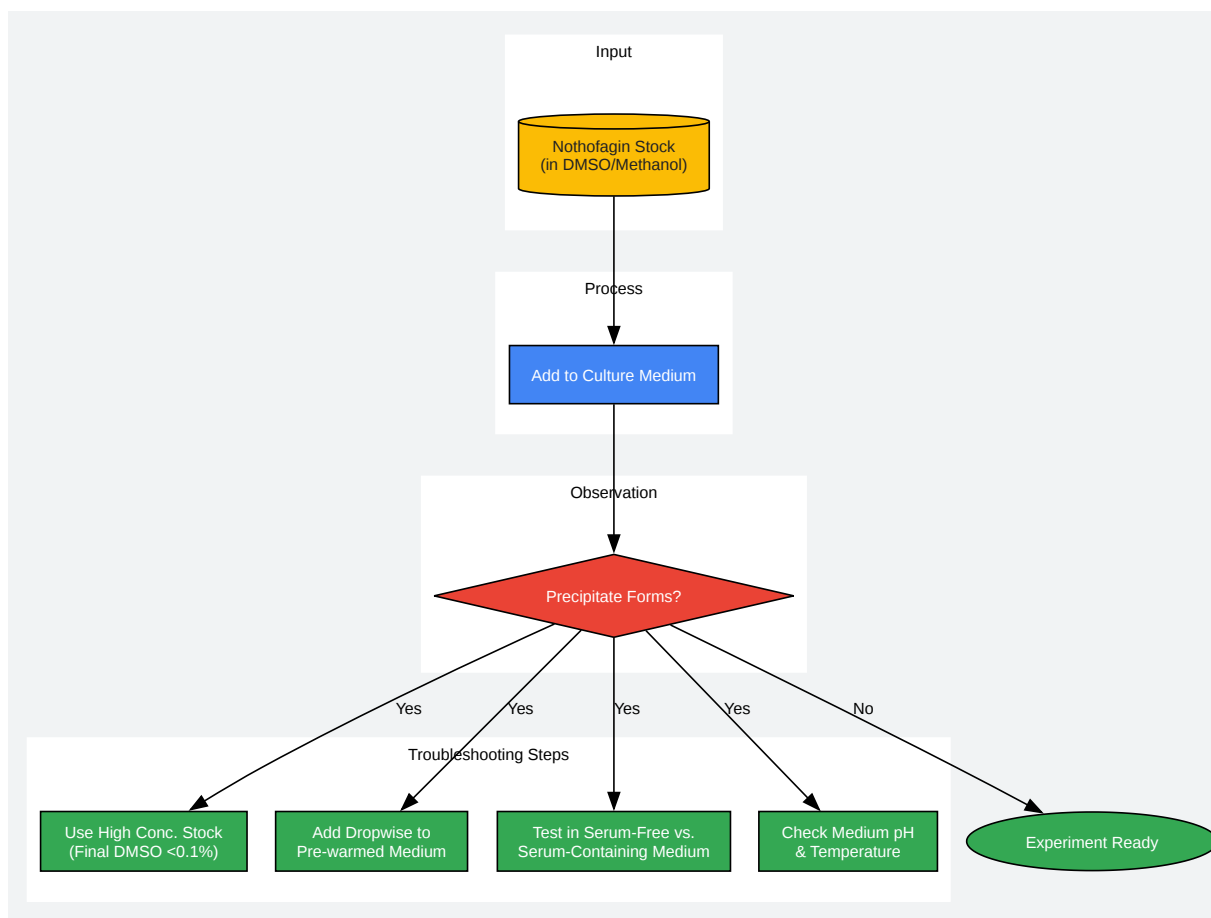 Input
Nothofagin Stock
(in DMSO/Methanol)
Process
Add to Culture Medium
Observation
Precipitate Forms?
Yes
Yes
Yes
Yes
No
Troubleshooting Steps
Use High Conc. Stock
(Final DMSO <0.1%)
Add Dropwise to
Pre-warmed Medium
Test in Serum-Free vs.
Serum-Containing Medium
Check Medium pH
& Temperature
Experiment Ready